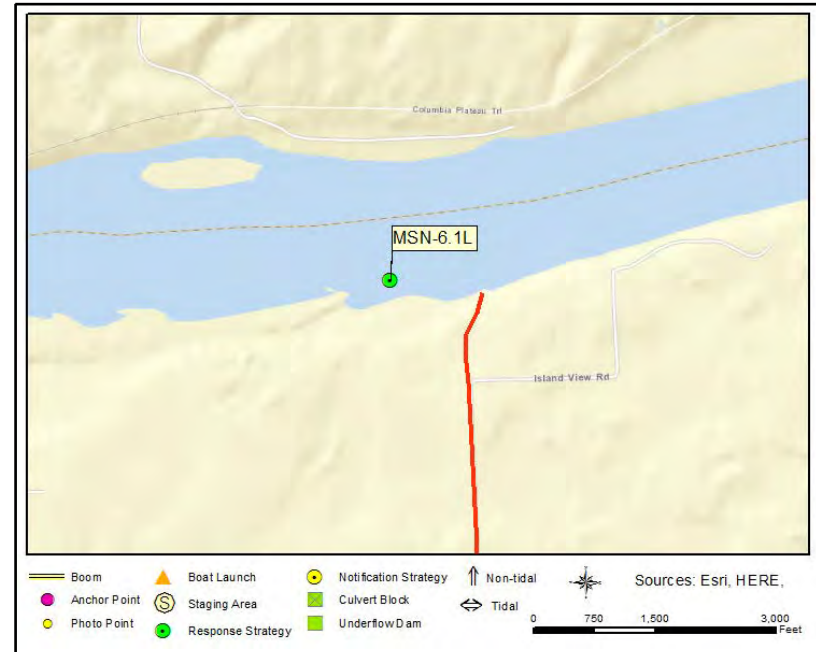 Columbia Plateau Trl
MSN-6.1L
Island View Rd
Boom
Boat Launch
Notification Strategy
Non-tidal
Sources: Esri, HERE,
Anchor Point
S
Staging Area
Culvert Block
Tidal
Photo Point
Response Strategy
Underflow Dam
0 750 1,500 3,000
Feet